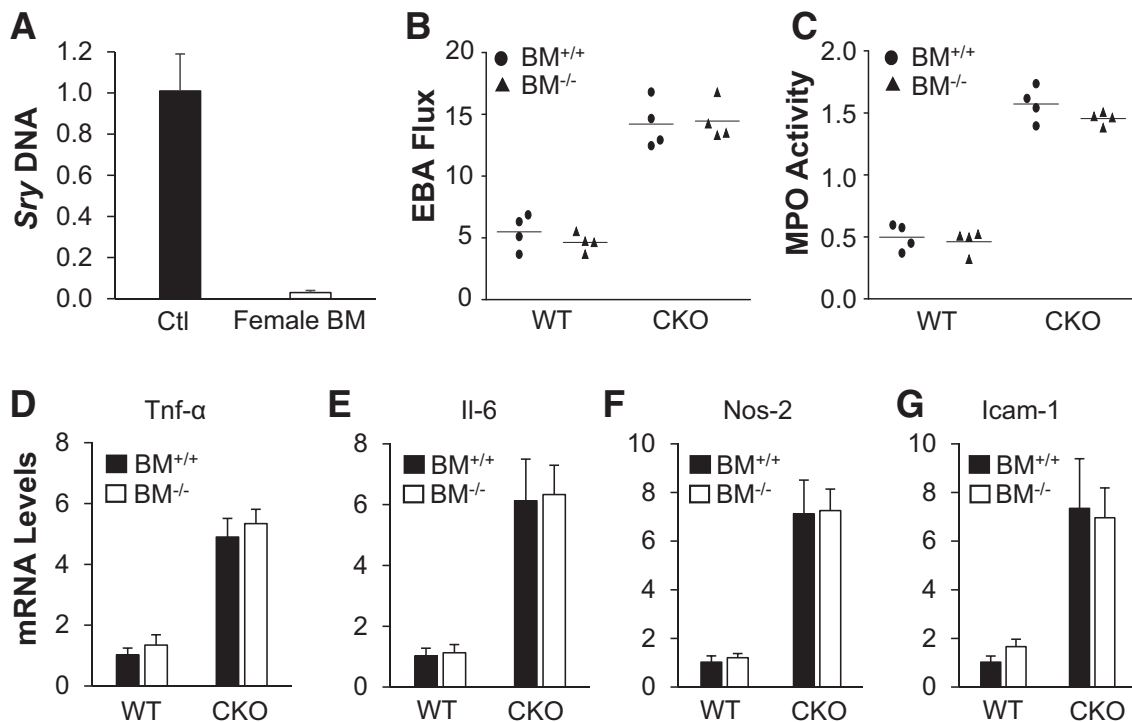 A
Sry DNA
1.2
1.0
0.8
0.6
0.4
0.2
0.0
Ctl Female BM
B
EBA Flux
20
15
10
5
0
BM+/+
BM-/-
WT CKO
C
MPO Activity
2.0
1.5
1.0
0.5
0.0
BM+/+
BM-/-
WT CKO
D
Tnf-α
mRNA Levels
8
6
4
2
0
BM+/+
BM-/-
WT CKO
E
Il-6
8
6
4
2
0
BM+/+
BM-/-
WT CKO
F
Nos-2
10
8
6
4
2
0
BM+/+
BM-/-
WT CKO
G
Icam-1
10
8
6
4
2
0
BM+/+
BM-/-
WT CKO